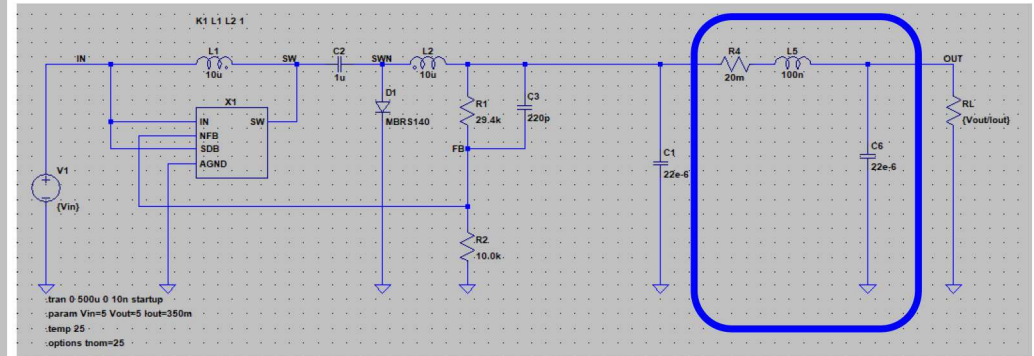 K1 L1 L2 1
IN
L1
10u
SW
C2
1u
SWN
L2
10u
R4
20m
L5
100n
OUT
D1
MBRS140
R1
29.4k
C3
220p
RL
{Vout/Iout}
X1
IN
SW
NFB
SDB
AGND
FB
C1
22e-6
C6
22e-6
V1
{Vin}
R2
10.0k
.tran 0 500u 0 10n startup
.param Vin=5 Vout=5 Iout=350m
.temp 25
.options tnom=25